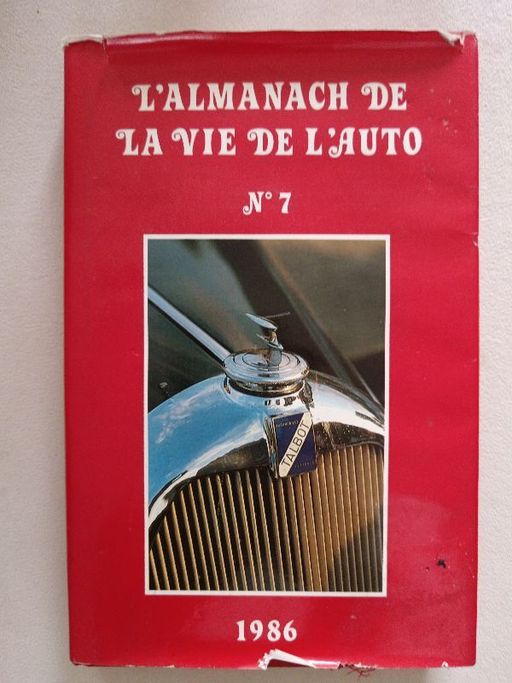 L'ALMANACH DE
LA VIE DE L'AUTO
N° 7
TALBOT
1986